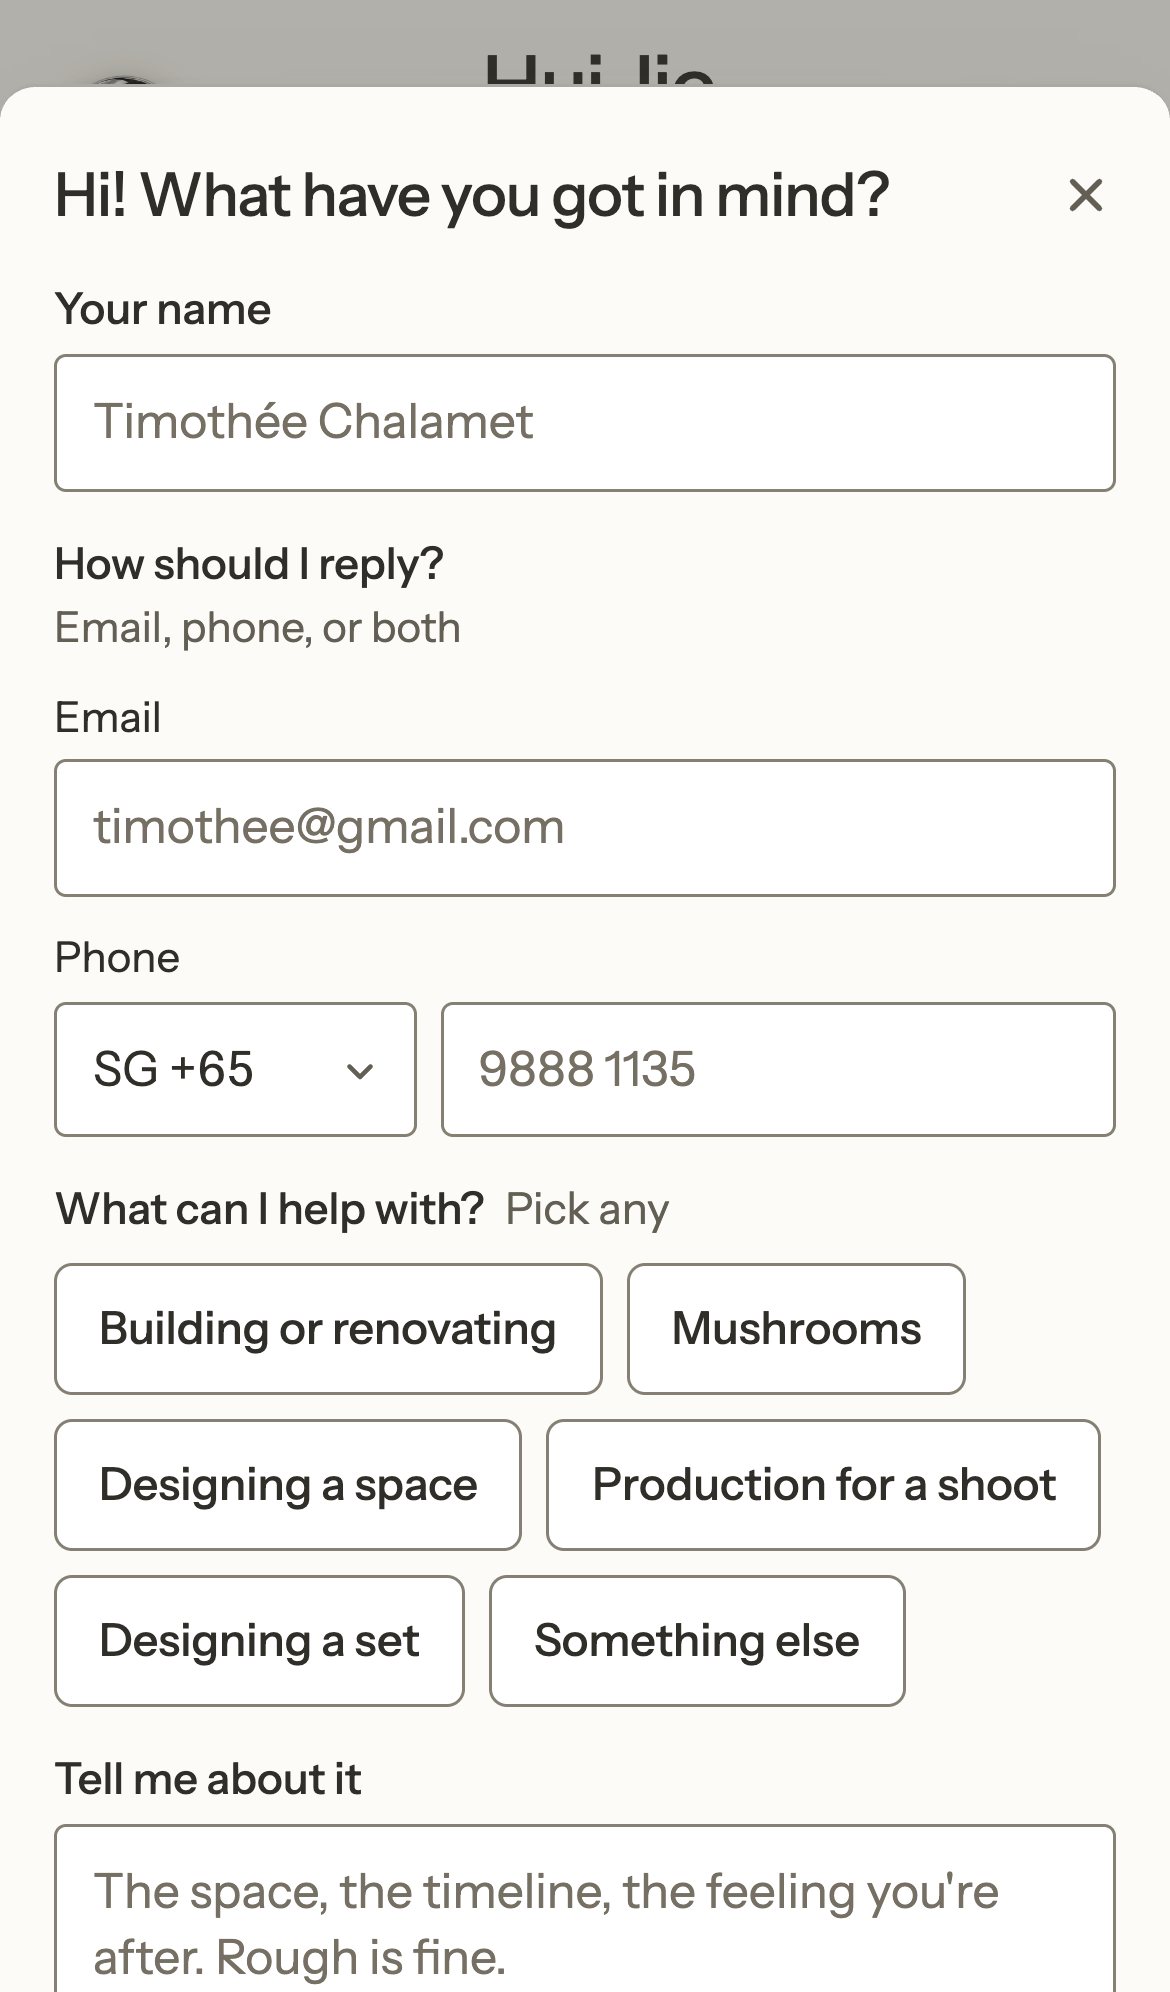 Hi! What have you got in mind?
Your name
Timothée Chalamet
How should I reply?
Email, phone, or both
Email
timothee@gmail.com
Phone
SG +65
9888 1135
What can I help with? Pick any
Building or renovating
Mushrooms
Designing a space
Production for a shoot
Designing a set
Something else
Tell me about it
The space, the timeline, the feeling you're
after. Rough is fine.